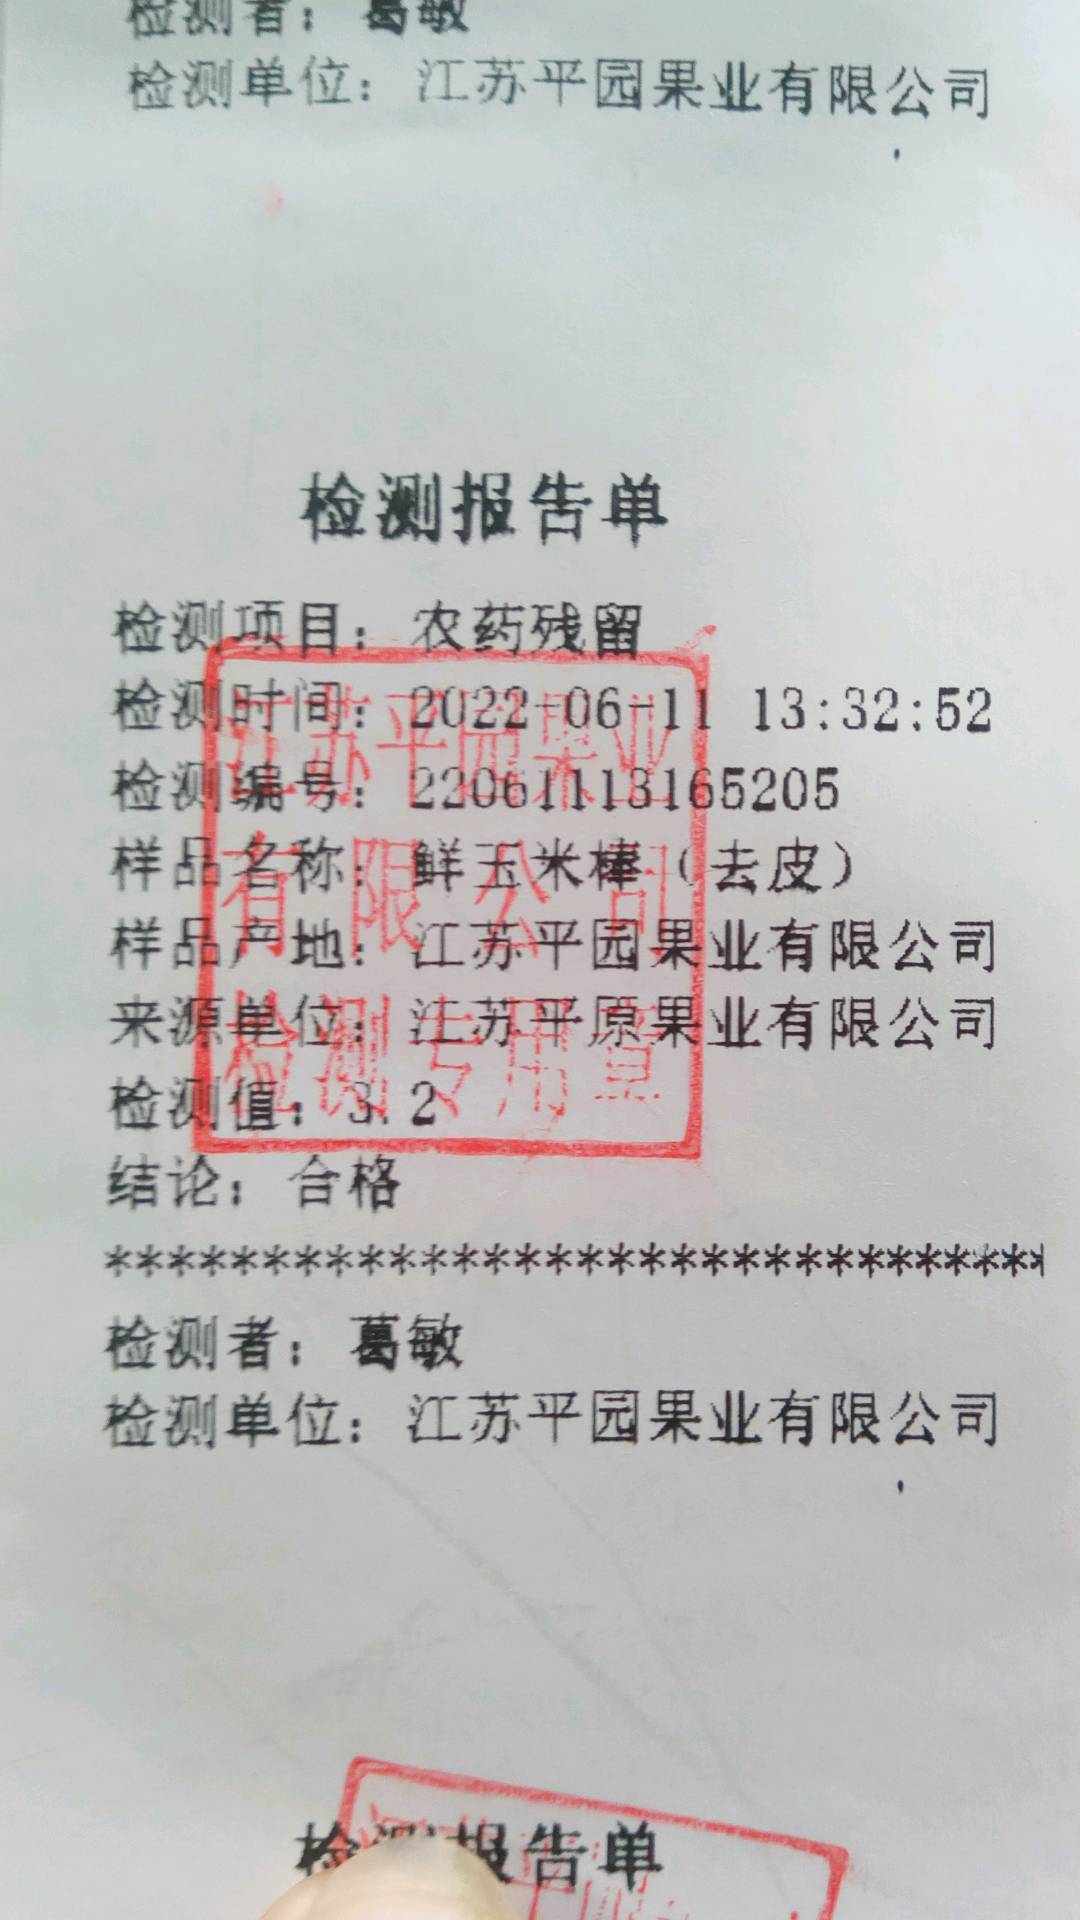 检测者：葛敏
检测单位：江苏平园果业有限公司
检测报告单
检测项目：农药残留
检测时间：2022-06-11 13:32:52
检测编号：220611113165205
样品名称：鲜玉米棒（去皮）
样品产地：江苏平园果业有限公司
来源单位：江苏平原果业有限公司
检测值：3.2
结论：合格
江苏平园果业
有限公司
检测专用章
******************************
检测者：葛敏
检测单位：江苏平园果业有限公司
检测报告单